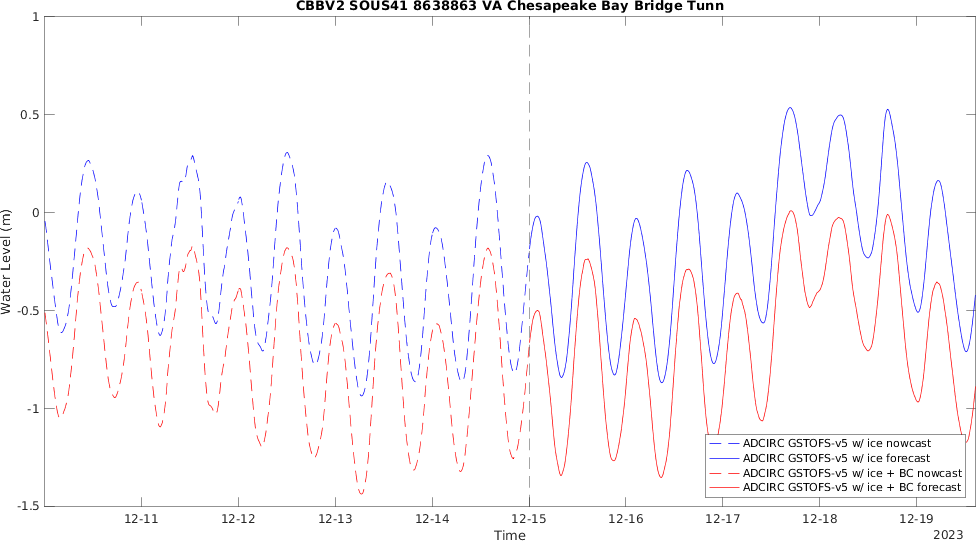 CBBV2 SOUS41 8638863 VA Chesapeake Bay Bridge Tunn
Water Level (m)
1
0.5
0
-0.5
-1
-1.5
ADCIRC GSTOFS-v5 w/ ice nowcast
ADCIRC GSTOFS-v5 w/ ice forecast
ADCIRC GSTOFS-v5 w/ ice + BC nowcast
ADCIRC GSTOFS-v5 w/ ice + BC forecast
12-11 12-12 12-13 12-14 12-15 12-16 12-17 12-18 12-19
Time
2023